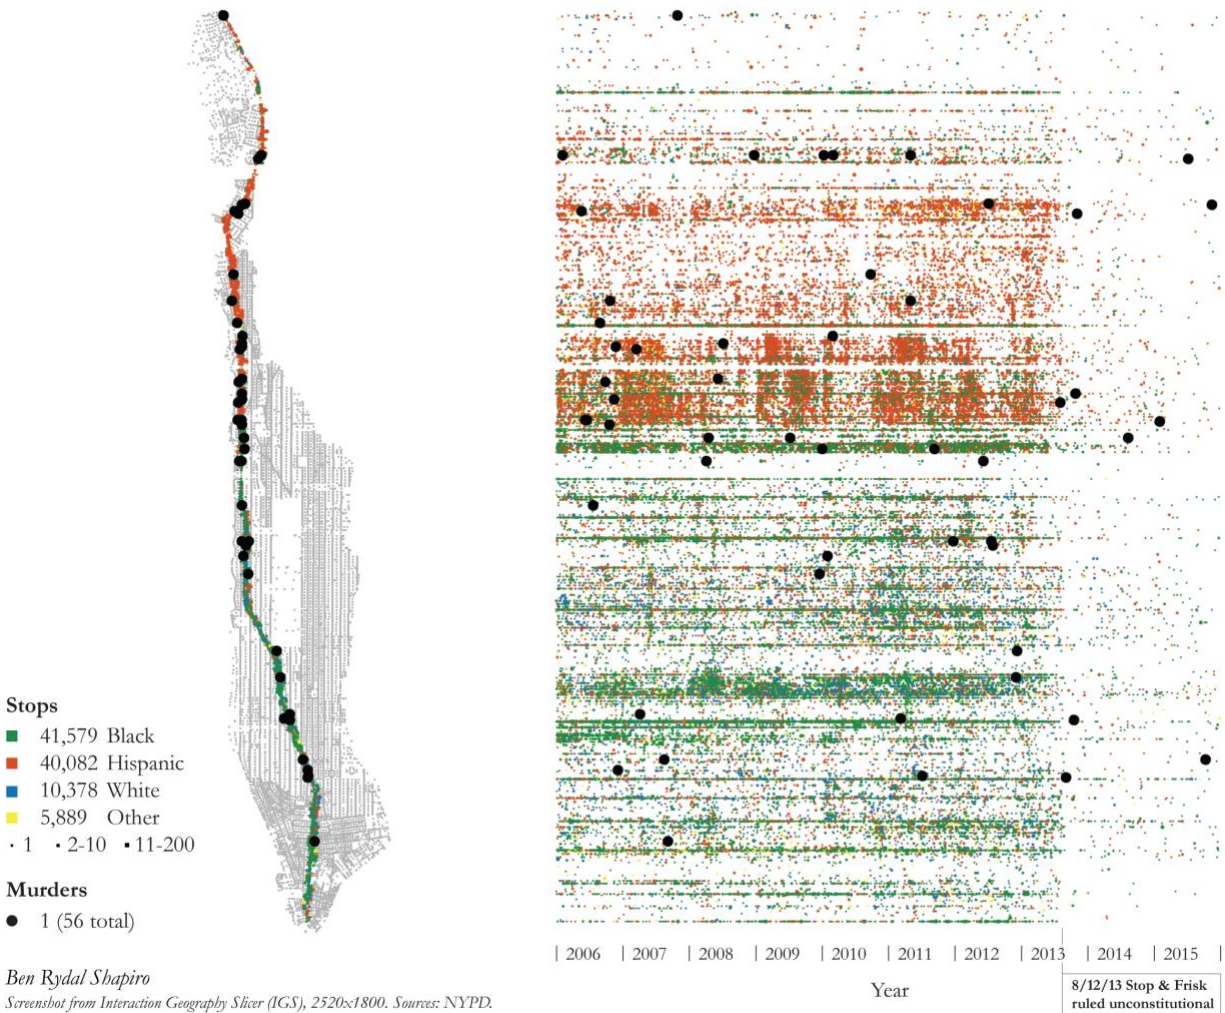 Stops
41,579 Black
40,082 Hispanic
10,378 White
5,889 Other
1 2-10 11-200
Murders
1 (56 total)
Ben Rydal Shapiro
Screenshot from Interaction Geography Slicer (IGS), 2520x1800. Sources: NYPD.
| 2006 | 2007 | 2008 | 2009 | 2010 | 2011 | 2012 | 2013 | 2014 | 2015 |
Year
8/12/13 Stop & Frisk
ruled unconstitutional